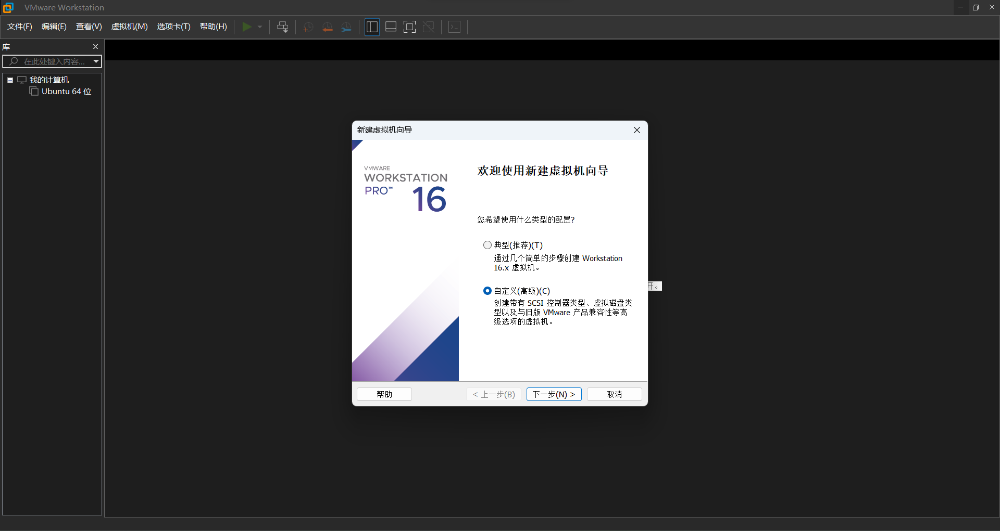 VMware Workstation
文件(F) 编辑(E) 查看(V) 虚拟机(M) 选项卡(T) 帮助(H)
库
在此处键入内容...
我的计算机
Ubuntu 64 位
新建虚拟机向导
VMWARE
WORKSTATION
PRO™ 16
欢迎使用新建虚拟机向导
您希望使用什么类型的配置?
典型(推荐)(T)
通过几个简单的步骤创建 Workstation
16.x 虚拟机。
自定义(高级)(C)
创建带有 SCSI 控制器类型、虚拟磁盘类
型以及与旧版 VMware 产品兼容性等高
级选项的虚拟机。
开。
帮助 < 上一步(B) 下一步(N) > 取消